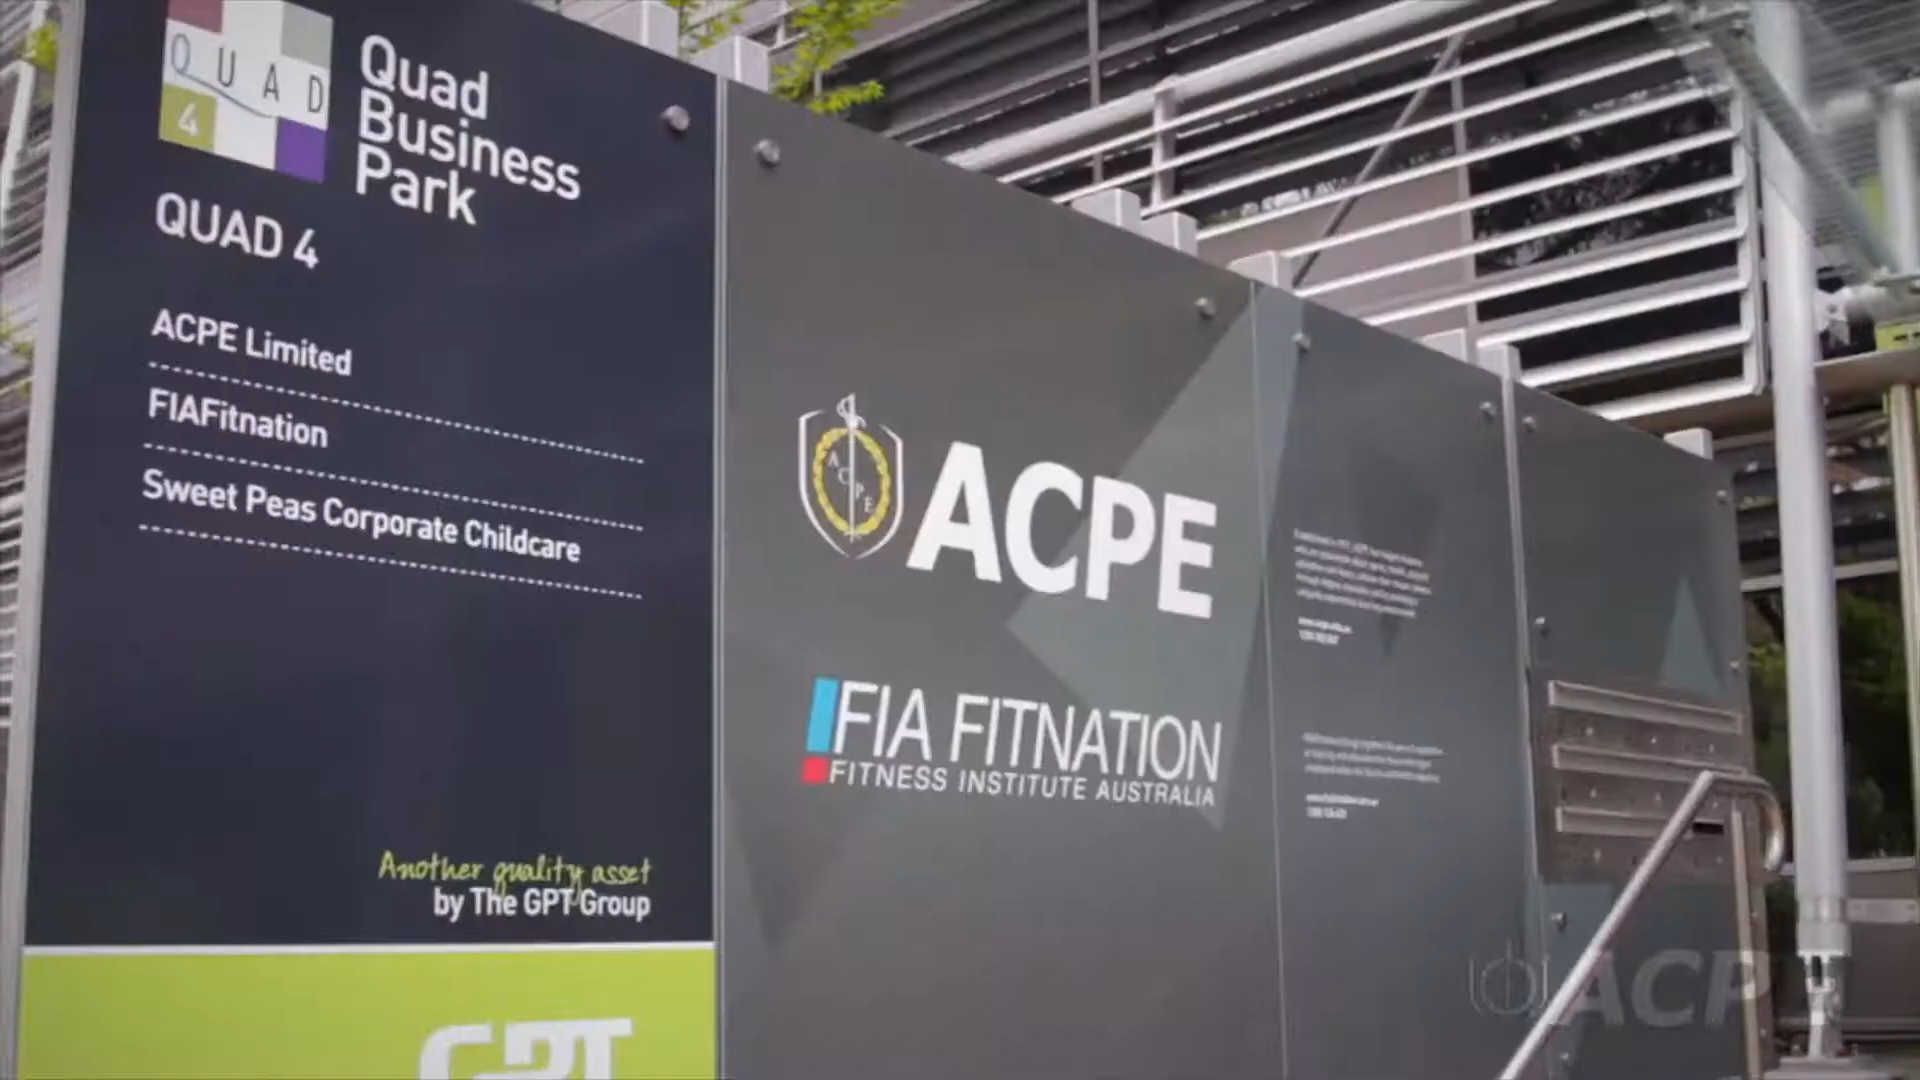 QUAD
4
Quad
Business
Park
QUAD 4
ACPE Limited
FIAFitnation
Sweet Peas Corporate Childcare
Another quality asset
by The GPT Group
GPT
ACPE
ACPE
FIA FITNATION
FITNESS INSTITUTE AUSTRALIA
ACP